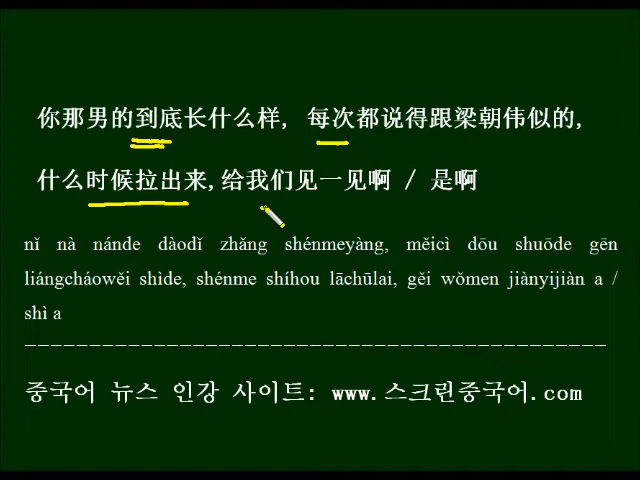 你那男的到底长什么样, 每次都说得跟梁朝伟似的,
什么时候拉出来, 给我们见一见啊 / 是啊
nǐ nà nánde dàodǐ zhǎng shénmeyàng, měicì dōu shuōde gēn
liángcháowěi shìde, shénme shíhou lāchūlai, gěi wǒmen jiànyijiàn a /
shì a
-----------------------------------------------
중국어 뉴스 인강 사이트: www.스크린중국어.com